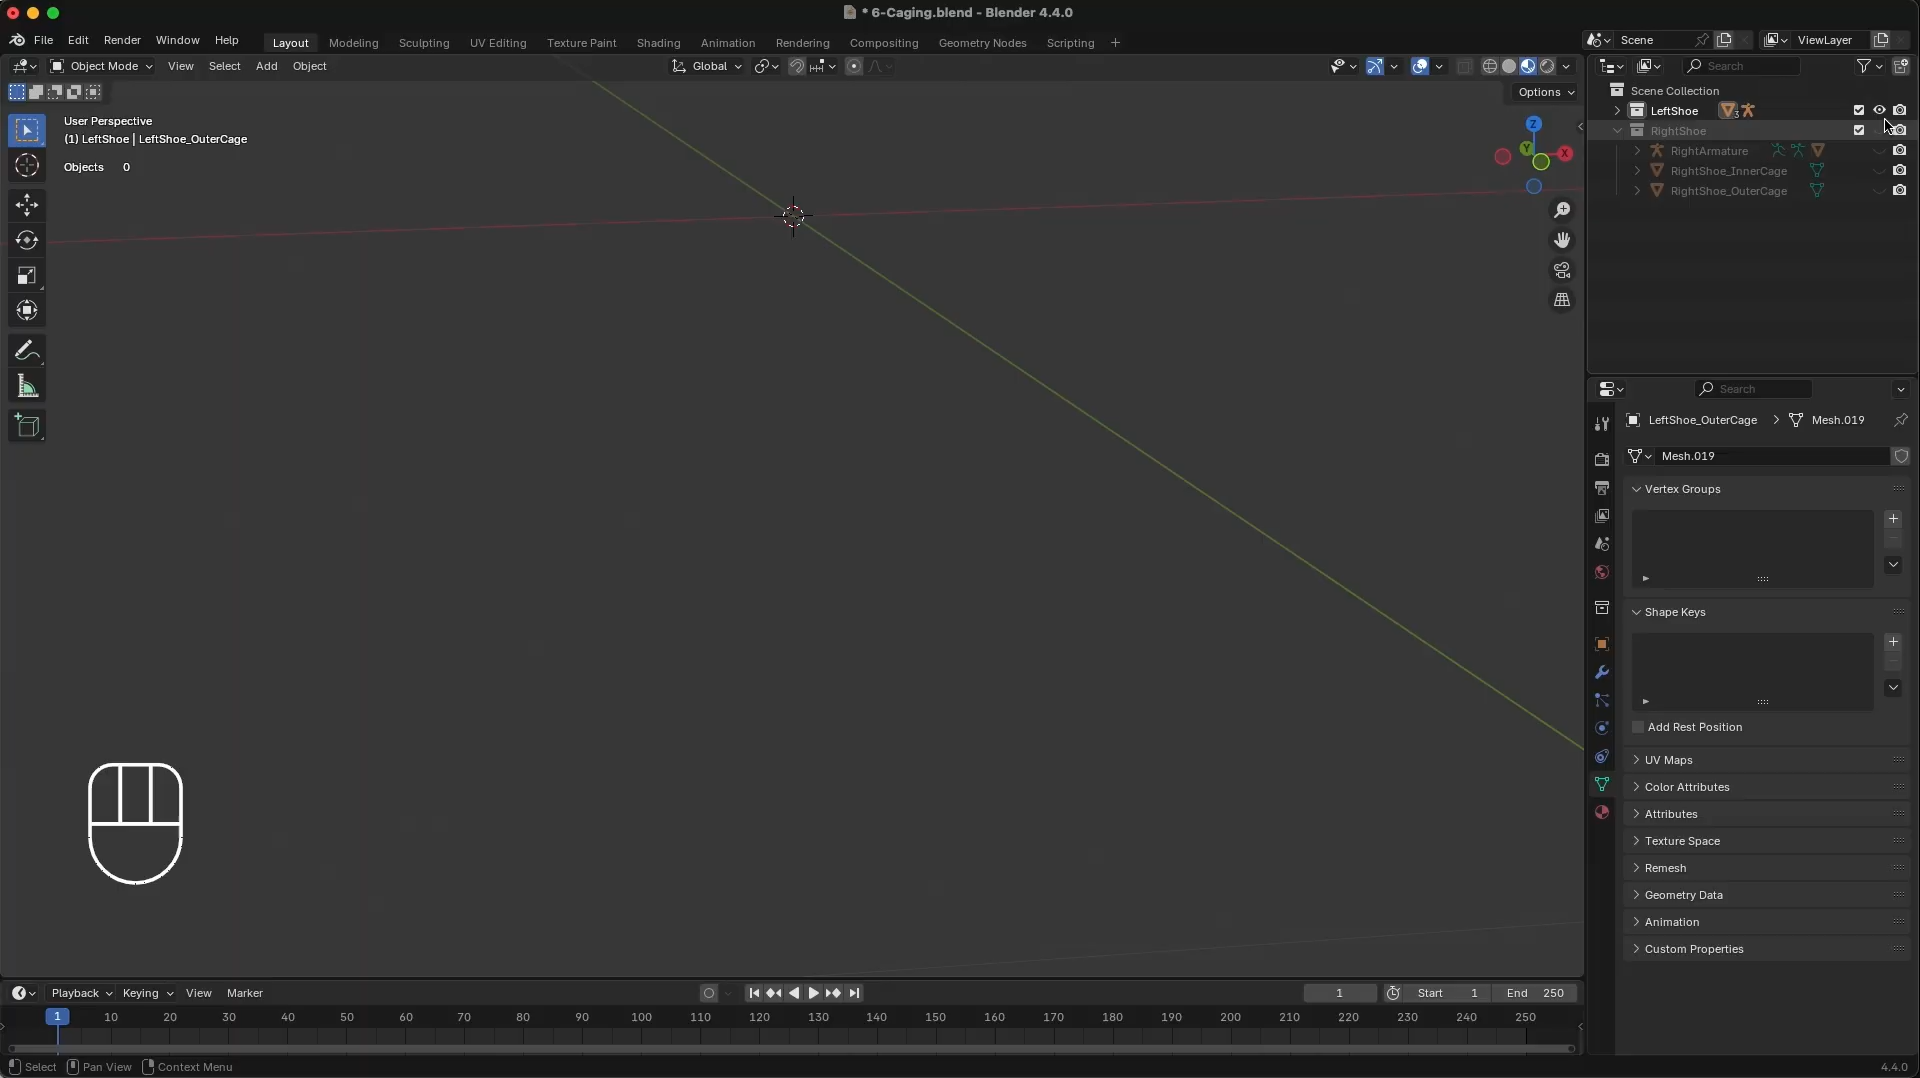 * 6-Caging.blend - Blender 4.4.0
File Edit Render Window Help
Layout Modeling Sculpting UV Editing Texture Paint Shading Animation Rendering Compositing Geometry Nodes Scripting +
Scene
ViewLayer
Object Mode View Select Add Object
Global
Search
Options
User Perspective
(1) LeftShoe | LeftShoe_OuterCage
Objects 0
Z
Y
X
Scene Collection
LeftShoe 3
RightShoe
RightArmature
RightShoe_InnerCage
RightShoe_OuterCage
Search
LeftShoe_OuterCage > Mesh.019
Mesh.019
Vertex Groups
Shape Keys
Add Rest Position
UV Maps
Color Attributes
Attributes
Texture Space
Remesh
Geometry Data
Animation
Custom Properties
Playback Keying View Marker
1
Start 1
End 250
1 10 20 30 40 50 60 70 80 90 100 110 120 130 140 150 160 170 180 190 200 210 220 230 240 250
Select Pan View Context Menu
4.4.0